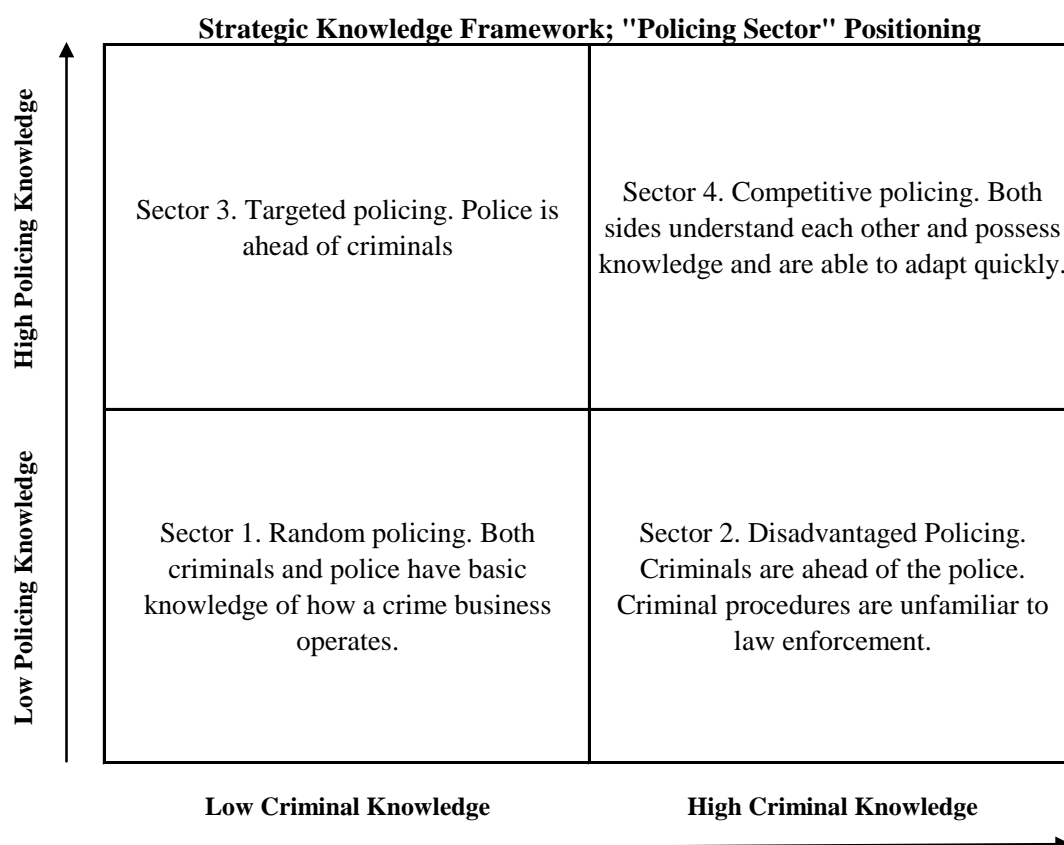 Strategic Knowledge Framework; "Policing Sector" Positioning
High Policing Knowledge
Sector 3. Targeted policing. Police is
ahead of criminals
Sector 4. Competitive policing. Both
sides understand each other and possess
knowledge and are able to adapt quickly.
Low Policing Knowledge
Sector 1. Random policing. Both
criminals and police have basic
knowledge of how a crime business
operates.
Sector 2. Disadvantaged Policing.
Criminals are ahead of the police.
Criminal procedures are unfamiliar to
law enforcement.
Low Criminal Knowledge
High Criminal Knowledge